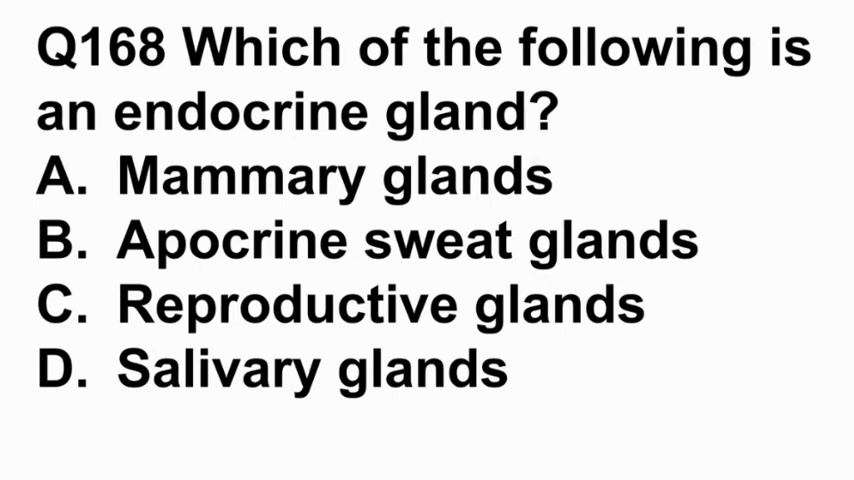 Q168 Which of the following is
an endocrine gland?
A. Mammary glands
B. Apocrine sweat glands
C. Reproductive glands
D. Salivary glands